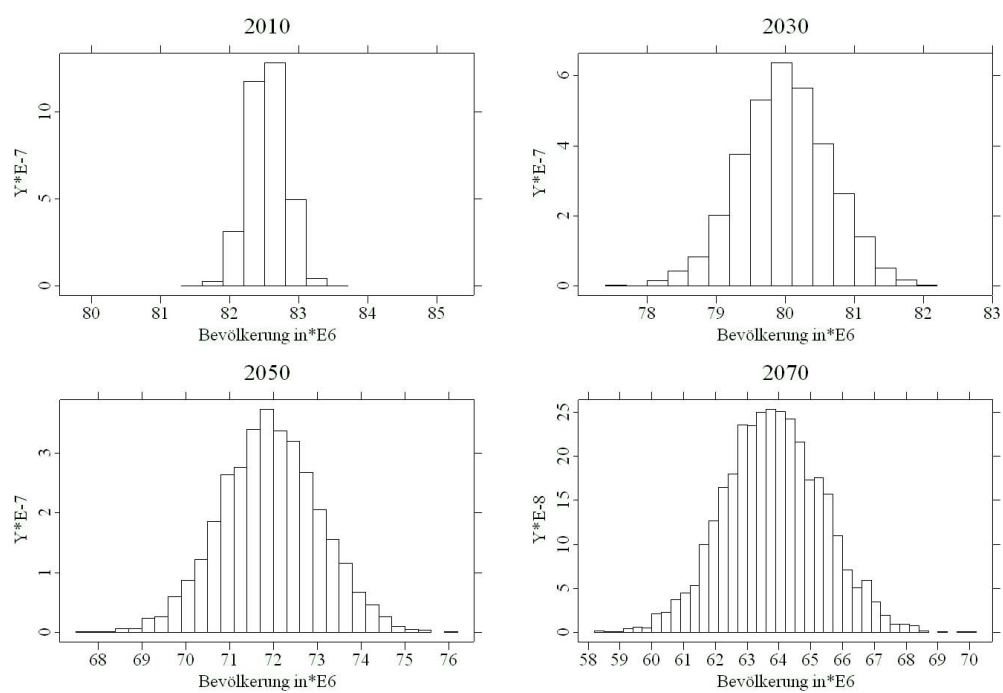 2010
10
5
0
Y*E-7
80 81 82 83 84 85
Bevölkerung in*E6
2030
6
4
2
0
Y*E-7
78 79 80 81 82 83
Bevölkerung in*E6
2050
3
2
1
0
Y*E-7
68 69 70 71 72 73 74 75 76
Bevölkerung in*E6
2070
25
20
15
10
5
0
Y*E-8
58 59 60 61 62 63 64 65 66 67 68 69 70
Bevölkerung in*E6